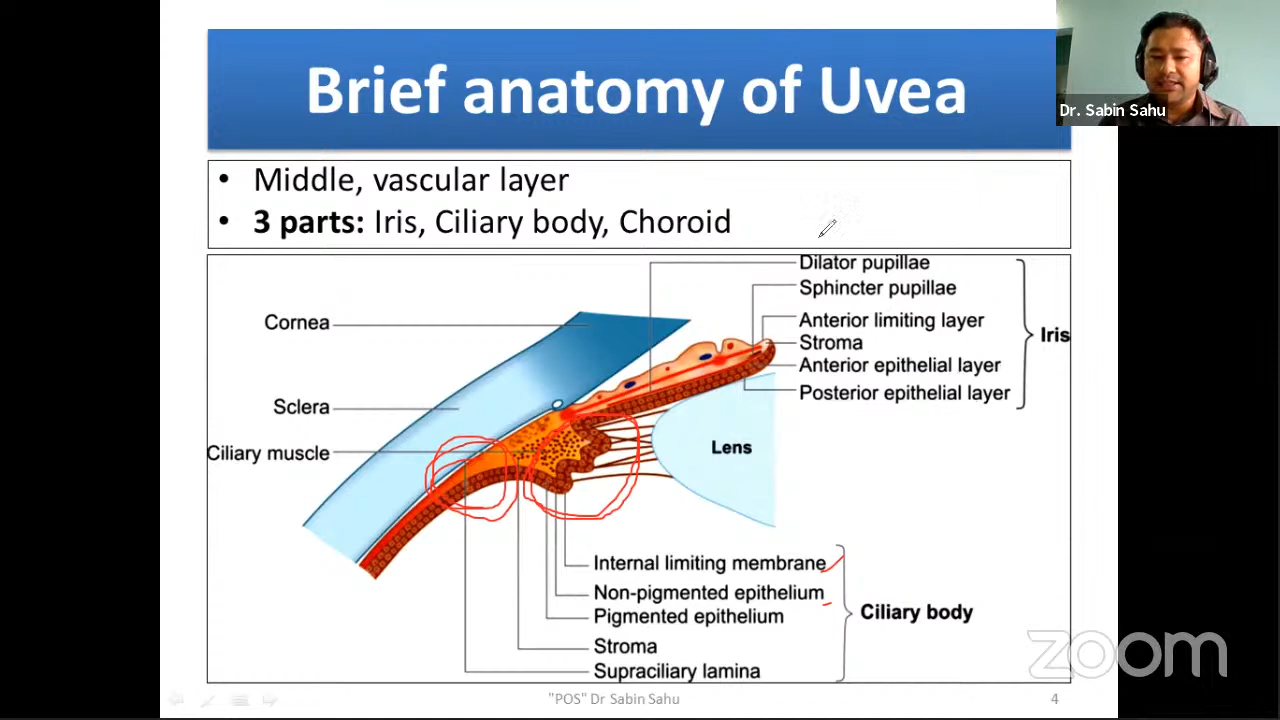 Brief anatomy of Uvea
Dr. Sabin Sahu
• Middle, vascular layer
• 3 parts: Iris, Ciliary body, Choroid
Dilator pupillae
Sphincter pupillae
Anterior limiting layer
Stroma
Anterior epithelial layer
Posterior epithelial layer
Iris
Cornea
Sclera
Ciliary muscle
Lens
Internal limiting membrane
Non-pigmented epithelium
Pigmented epithelium
Stroma
Supraciliary lamina
Ciliary body
zoom
"POS" Dr Sabin Sahu
4